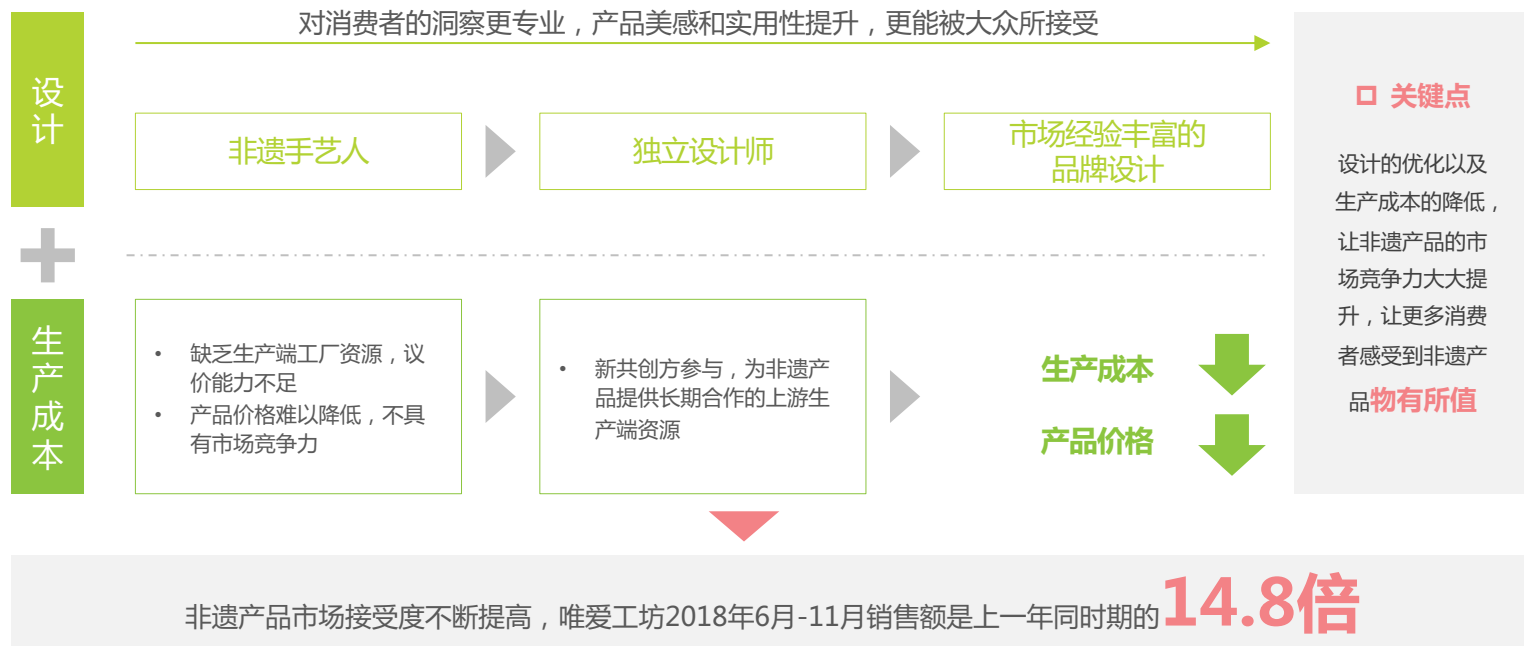 对消费者的洞察更专业，产品美感和实用性提升，更能被大众所接受
设计
非遗手艺人
独立设计师
市场经验丰富的
品牌设计
生产成本
• 缺乏生产端工厂资源，议
价能力不足
• 产品价格难以降低，不具
有市场竞争力
• 新共创方参与，为非遗产
品提供长期合作的上游生
产端资源
生产成本
产品价格
关键点
设计的优化以及
生产成本的降低，
让非遗产品的市
场竞争力大大提
升，让更多消费
者感受到非遗产
品物有所值
非遗产品市场接受度不断提高，唯爱工坊2018年6月-11月销售额是上一年同时期的14.8倍